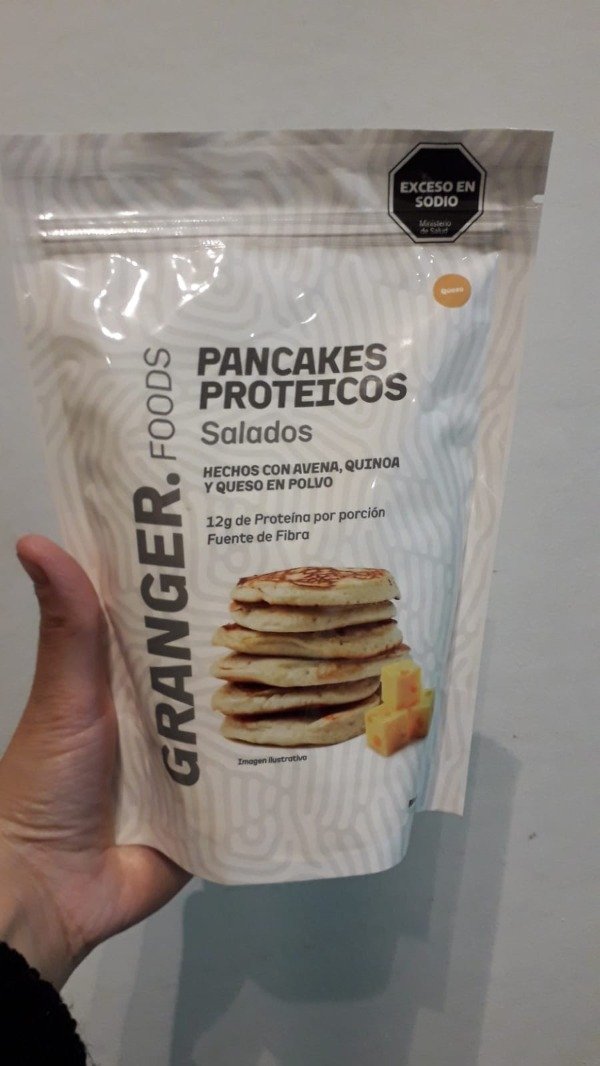 EXCESO EN
SODIO
Ministerio
de Salud
Queso
GRANGER. FOODS
PANCAKES
PROTEICOS
Salados
HECHOS CON AVENA, QUINOA
Y QUESO EN POLVO
12g de Proteína por porción
Fuente de Fibra
Imagen ilustrativa